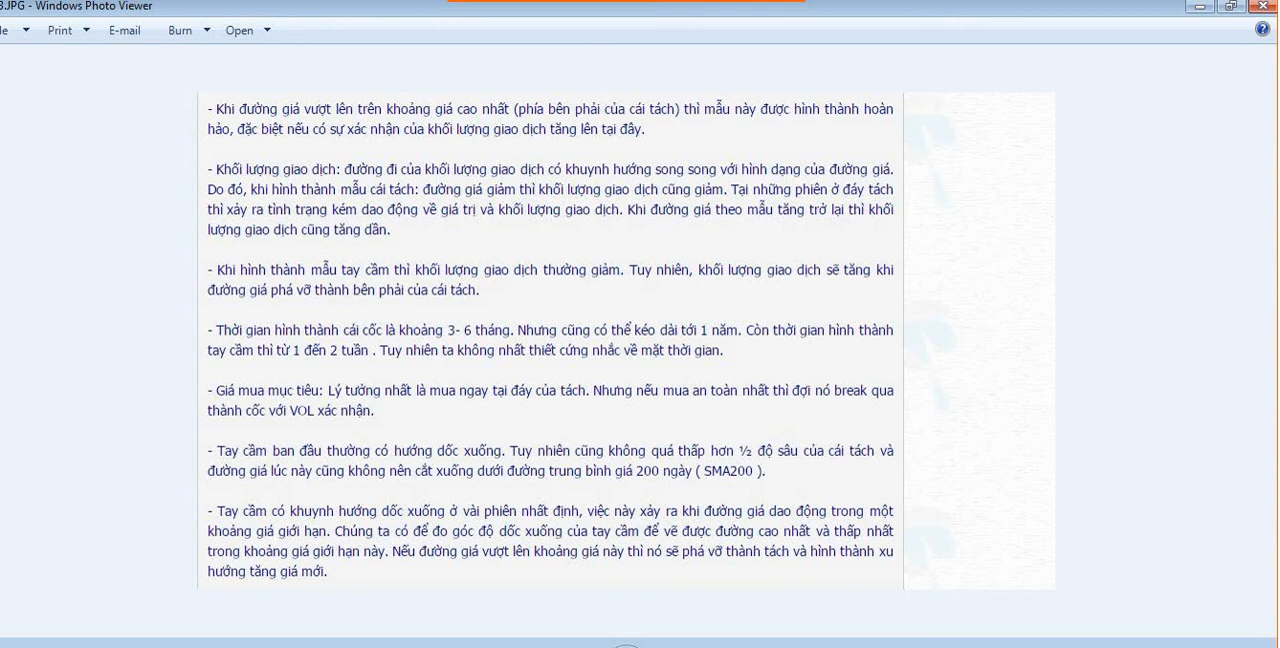 3.JPG - Windows Photo Viewer
le Print E-mail Burn Open
- Khi đường giá vượt lên trên khoảng giá cao nhất (phía bên phải của cái tách) thì mẫu này được hình thành hoàn
hảo, đặc biệt nếu có sự xác nhận của khối lượng giao dịch tăng lên tại đây.
- Khối lượng giao dịch: đường đi của khối lượng giao dịch có khuynh hướng song song với hình dạng của đường giá.
Do đó, khi hình thành mẫu cái tách: đường giá giảm thì khối lượng giao dịch cũng giảm. Tại những phiên ở đáy tách
thì xảy ra tình trạng kém dao động về giá trị và khối lượng giao dịch. Khi đường giá theo mẫu tăng trở lại thì khối
lượng giao dịch cũng tăng dần.
- Khi hình thành mẫu tay cầm thì khối lượng giao dịch thường giảm. Tuy nhiên, khối lượng giao dịch sẽ tăng khi
đường giá phá vỡ thành bên phải của cái tách.
- Thời gian hình thành cái cốc là khoảng 3- 6 tháng. Nhưng cũng có thể kéo dài tới 1 năm. Còn thời gian hình thành
tay cầm thì từ 1 đến 2 tuần . Tuy nhiên ta không nhất thiết cứng nhắc về mặt thời gian.
- Giá mua mục tiêu: Lý tưởng nhất là mua ngay tại đáy của tách. Nhưng nếu mua an toàn nhất thì đợi nó break qua
thành cốc với VOL xác nhận.
- Tay cầm ban đầu thường có hướng dốc xuống. Tuy nhiên cũng không quá thấp hơn ½ độ sâu của cái tách và
đường giá lúc này cũng không nên cắt xuống dưới đường trung bình giá 200 ngày ( SMA200 ).
- Tay cầm có khuynh hướng dốc xuống ở vài phiên nhất định, việc này xảy ra khi đường giá dao động trong một
khoảng giá giới hạn. Chúng ta có để đo góc độ dốc xuống của tay cầm để vẽ được đường cao nhất và thấp nhất
trong khoảng giá giới hạn này. Nếu đường giá vượt lên khoảng giá này thì nó sẽ phá vỡ thành tách và hình thành xu
hướng tăng giá mới.